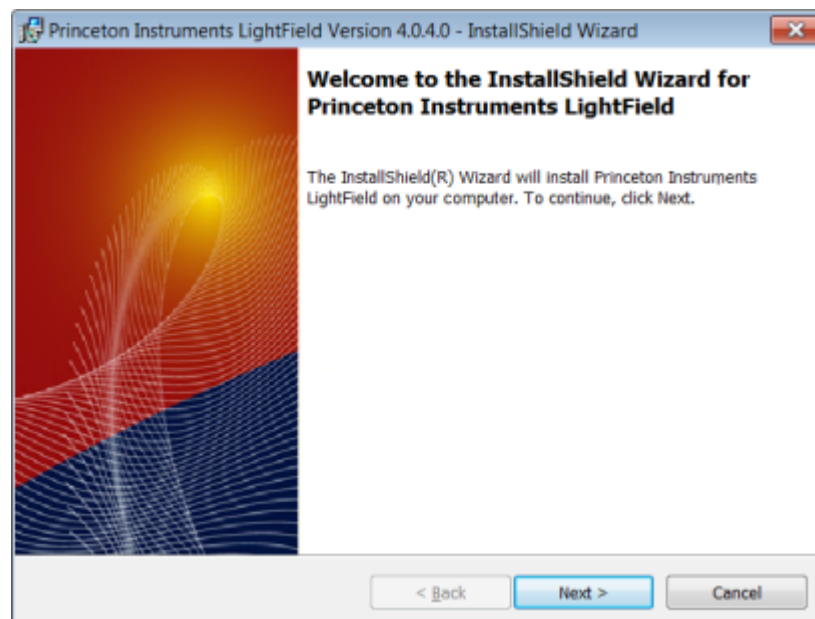 Princeton Instruments LightField Version 4.0.4.0 - InstallShield Wizard
Welcome to the InstallShield Wizard for
Princeton Instruments LightField
The InstallShield(R) Wizard will install Princeton Instruments
LightField on your computer. To continue, click Next.
< Back
Next >
Cancel